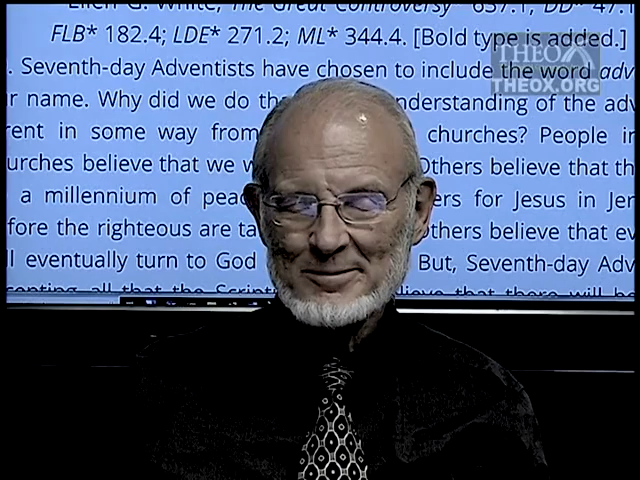 Ellen G. White, The Great Controversy 637.1; DD* 47.1
FLB* 182.4; LDE* 271.2; ML* 344.4. [Bold type is added.]
. Seventh-day Adventists have chosen to include the word adv
r name. Why did we do th nderstanding of the adv
rent in some way from churches? People in
urches believe that we w Others believe that th
a millennium of peac ers for Jesus in Jer
fore the righteous are ta others believe that ev
ll eventually turn to God But, Seventh-day Adv
cepting all that the Script lieve that there will be
THEOX
THEOX.ORG